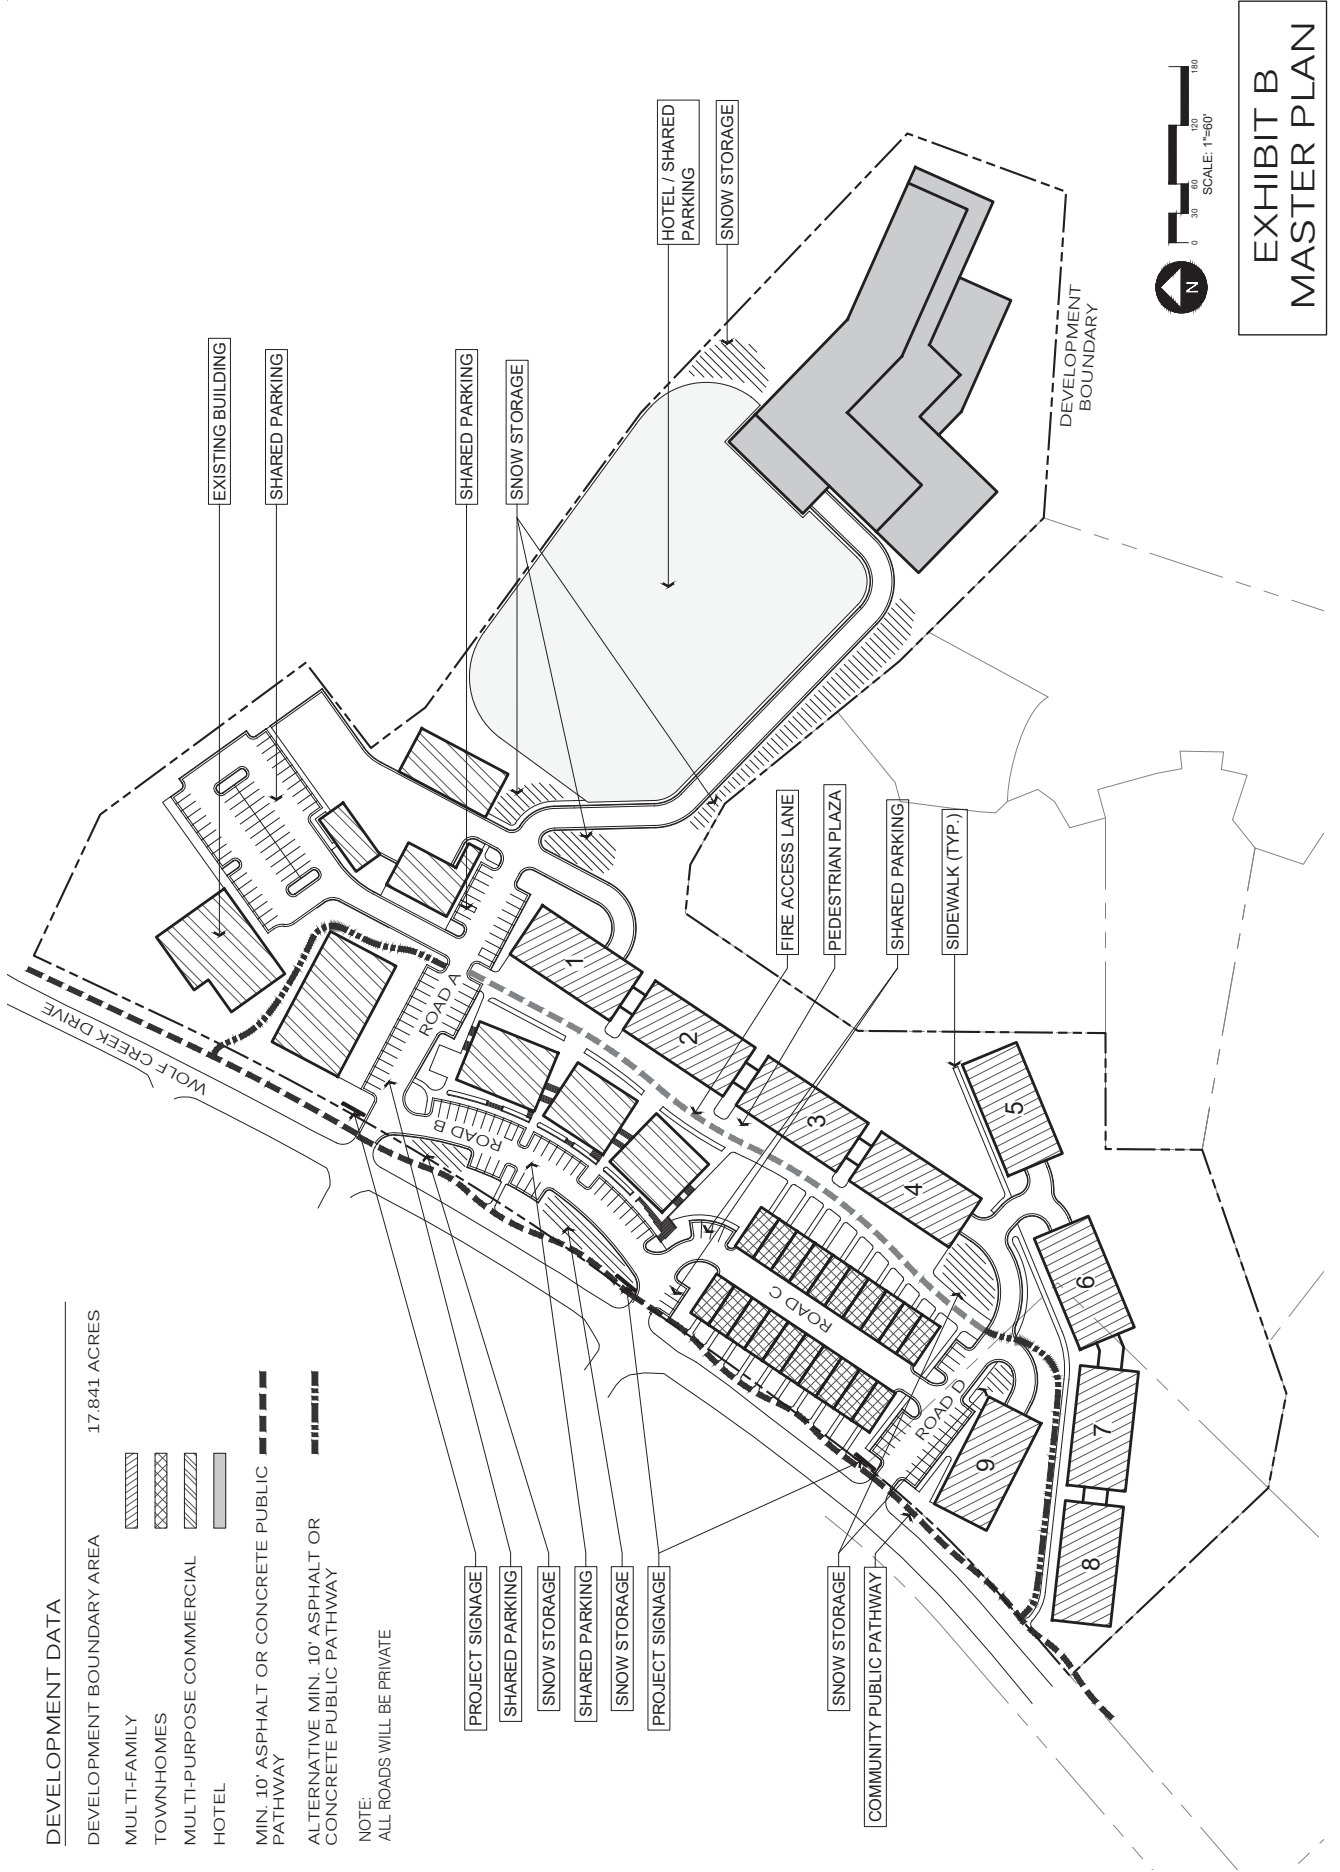 DEVELOPMENT DATA
DEVELOPMENT BOUNDARY AREA 17.841 ACRES
MULTI-FAMILY
TOWNHOMES
MULTI-PURPOSE COMMERCIAL
HOTEL
MIN. 10' ASPHALT OR CONCRETE PUBLIC
PATHWAY
ALTERNATIVE MIN. 10' ASPHALT OR
CONCRETE PUBLIC PATHWAY
NOTE:
ALL ROADS WILL BE PRIVATE
EXISTING BUILDING
SHARED PARKING
SHARED PARKING
SNOW STORAGE
HOTEL / SHARED
PARKING
SNOW STORAGE
WOLF CREEK DRIVE
ROAD A
ROAD B
ROAD C
ROAD D
1
2
3
4
5
6
7
8
9
FIRE ACCESS LANE
PEDESTRIAN PLAZA
SHARED PARKING
SIDEWALK (TYP.)
PROJECT SIGNAGE
SHARED PARKING
SNOW STORAGE
SHARED PARKING
SNOW STORAGE
PROJECT SIGNAGE
SNOW STORAGE
COMMUNITY PUBLIC PATHWAY
DEVELOPMENT
BOUNDARY
N
0 30 60 120 180
SCALE: 1"=60'
EXHIBIT B
MASTER PLAN